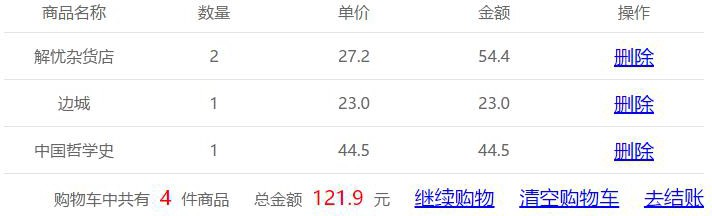 商品名称 数量 单价 金额 操作
解忧杂货店 2 27.2 54.4 删除
边城 1 23.0 23.0 删除
中国哲学史 1 44.5 44.5 删除
购物车中共有 4 件商品 总金额 121.9 元 继续购物 清空购物车 去结账